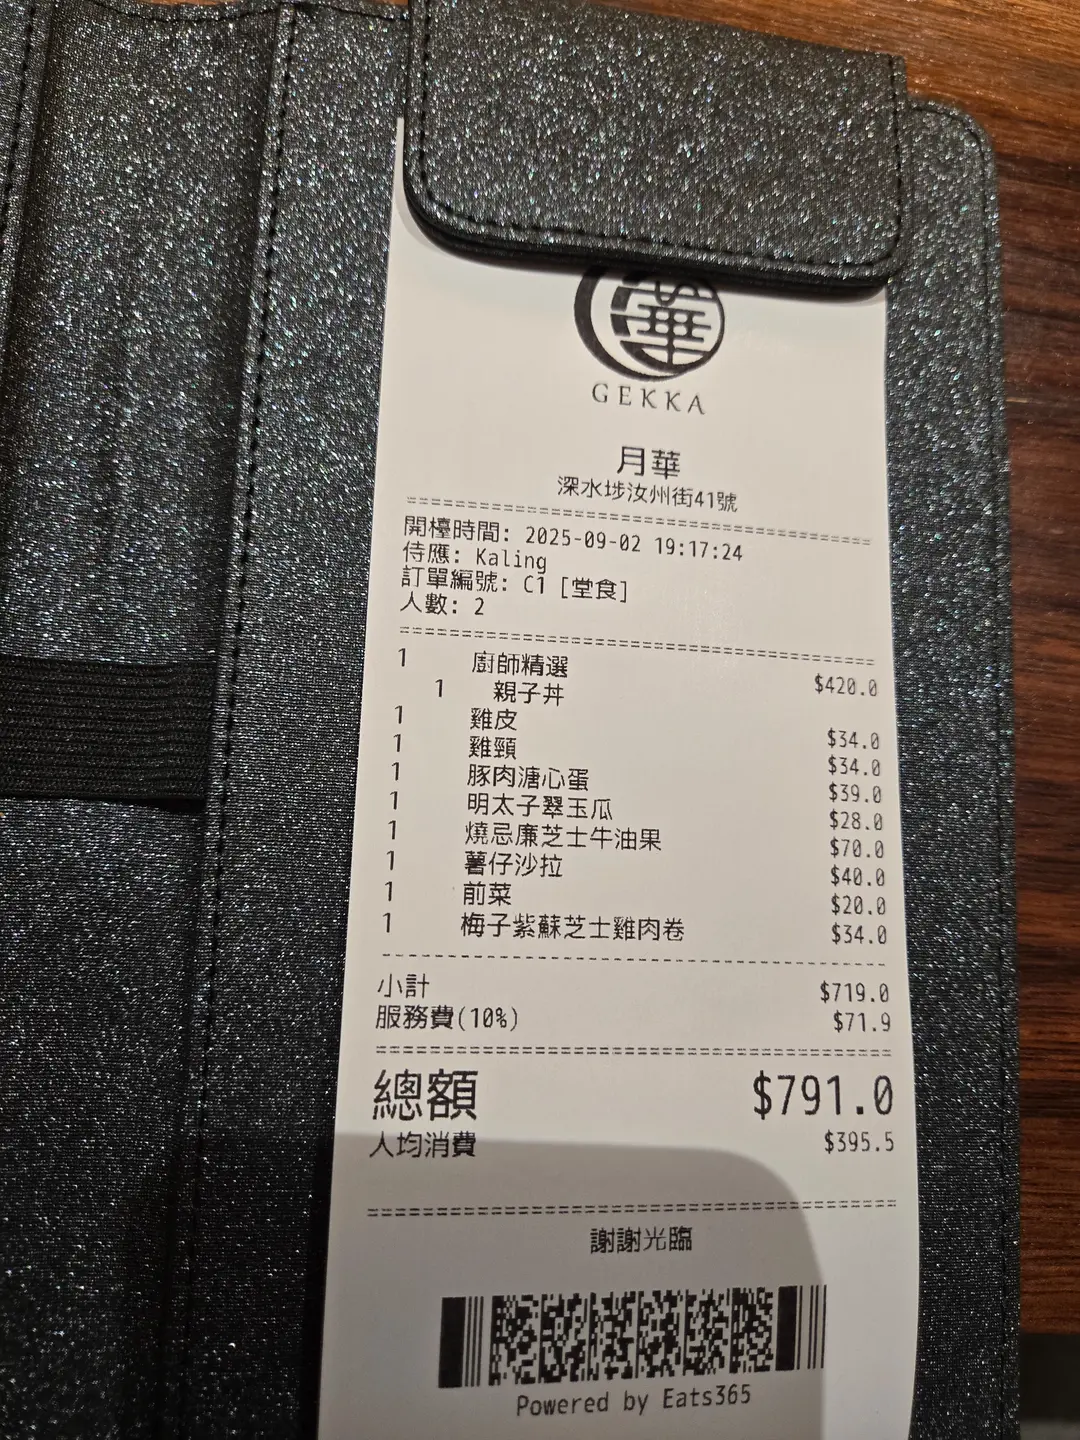 華
GEKKA
月華
深水埗汝州街41號
開檯時間: 2025-09-02 19:17:24
侍應: Kaling
訂單編號: C1 [堂食]
人數: 2
1 廚師精選 $420.0
1 親子丼
1 雞皮 $34.0
1 雞頸 $34.0
1 豚肉溏心蛋 $39.0
1 明太子翠玉瓜 $28.0
1 燒忌廉芝士牛油果 $70.0
1 薯仔沙拉 $40.0
1 前菜 $20.0
1 梅子紫蘇芝士雞肉卷 $34.0
小計 $719.0
服務費(10%) $71.9
總額 $791.0
人均消費 $395.5
謝謝光臨
Powered by Eats365